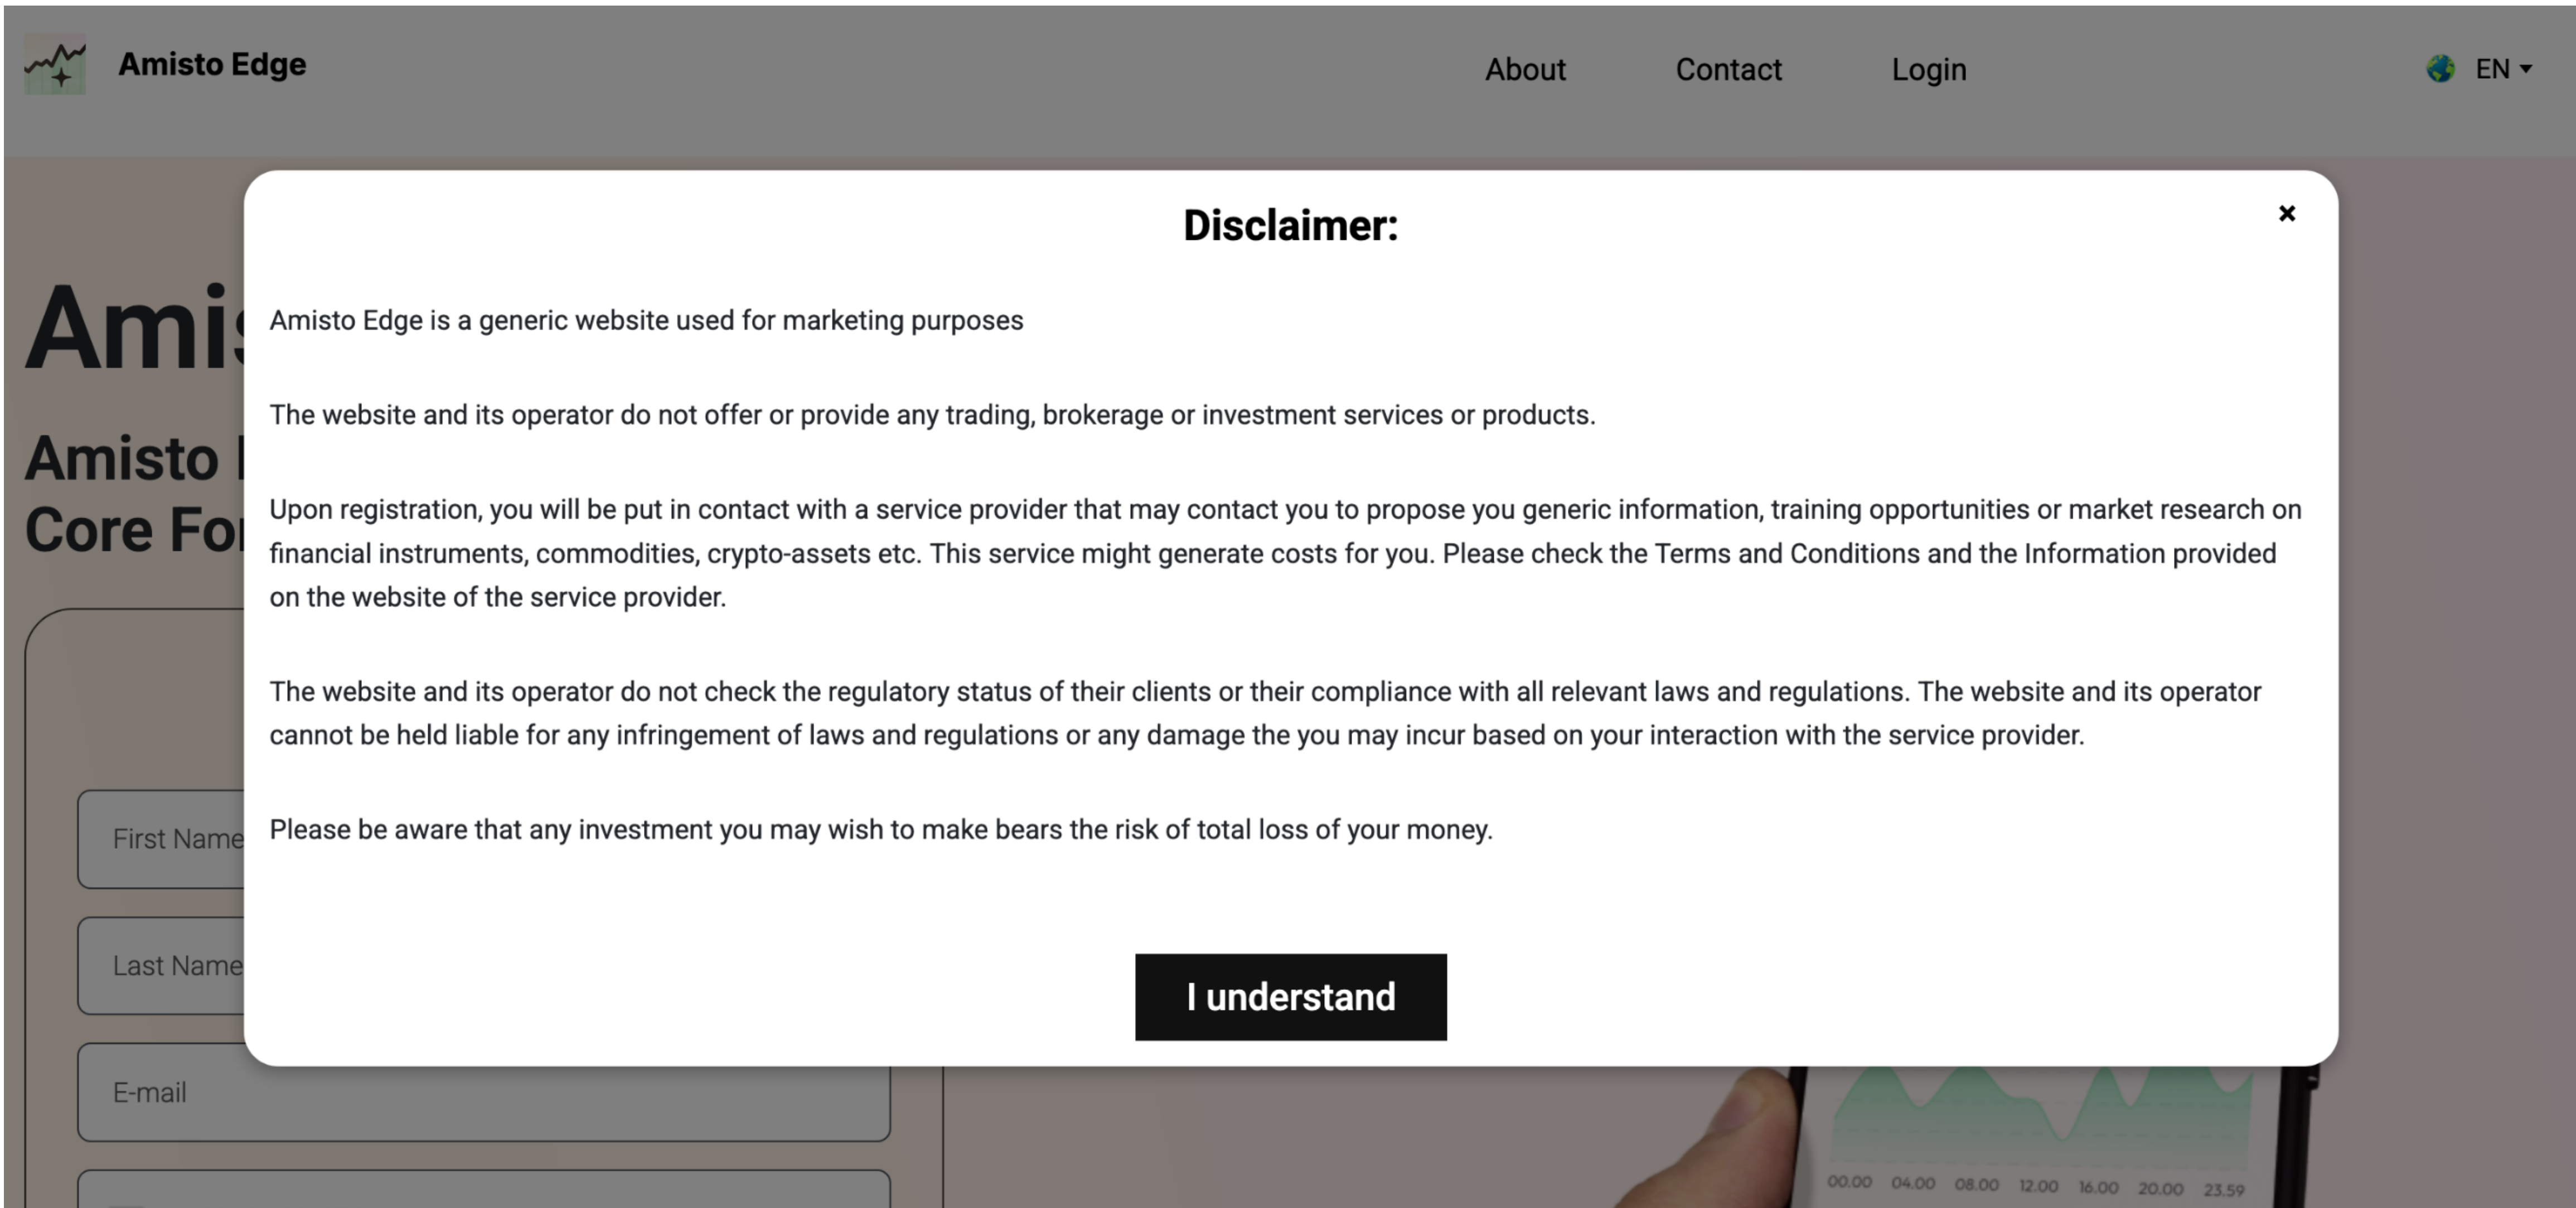 Amisto Edge
About
Contact
Login
EN
Disclaimer:
Amisto Edge is a generic website used for marketing purposes
The website and its operator do not offer or provide any trading, brokerage or investment services or products.
Upon registration, you will be put in contact with a service provider that may contact you to propose you generic information, training opportunities or market research on
financial instruments, commodities, crypto-assets etc. This service might generate costs for you. Please check the Terms and Conditions and the Information provided
on the website of the service provider.
The website and its operator do not check the regulatory status of their clients or their compliance with all relevant laws and regulations. The website and its operator
cannot be held liable for any infringement of laws and regulations or any damage the you may incur based on your interaction with the service provider.
Please be aware that any investment you may wish to make bears the risk of total loss of your money.
I understand
Amisto
Core
First Name
Last Name
E-mail
00.00 04.00 08.00 12.00 16.00 20.00 23.59